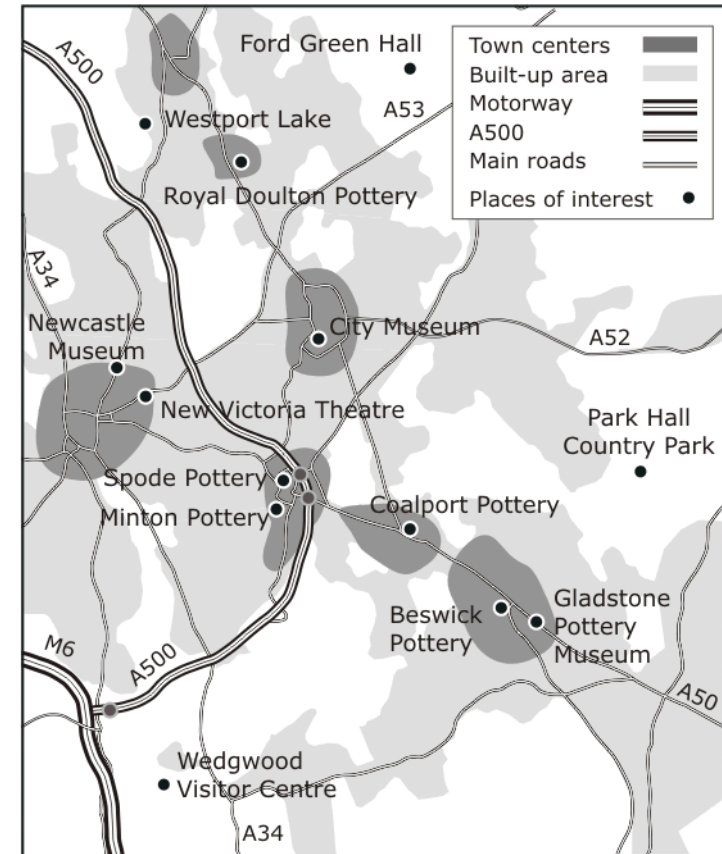 A500
Ford Green Hall
Town centers
Built-up area
Motorway
A500
Main roads
Places of interest
A53
Westport Lake
Royal Doulton Pottery
A34
Newcastle
Museum
City Museum
A52
New Victoria Theatre
Park Hall
Country Park
Spode Pottery
Minton Pottery
Coalport Pottery
Beswick
Pottery
Gladstone
Pottery
Museum
M6
A500
A50
Wedgwood
Visitor Centre
A34